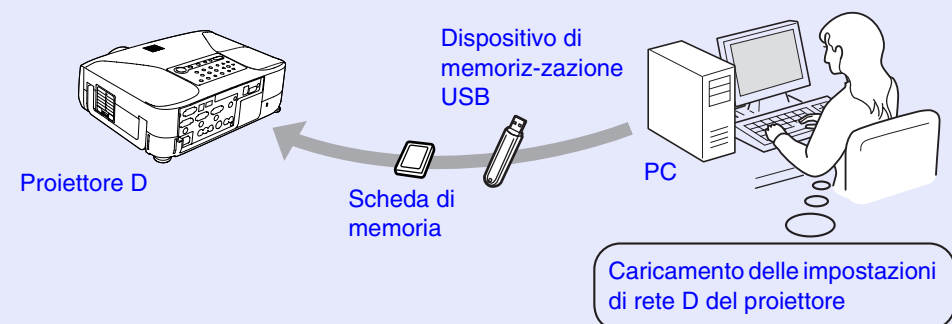 Dispositivo di
memoriz-zazione
USB
Proiettore D
Scheda di
memoria
PC
Caricamento delle impostazioni
di rete D del proiettore